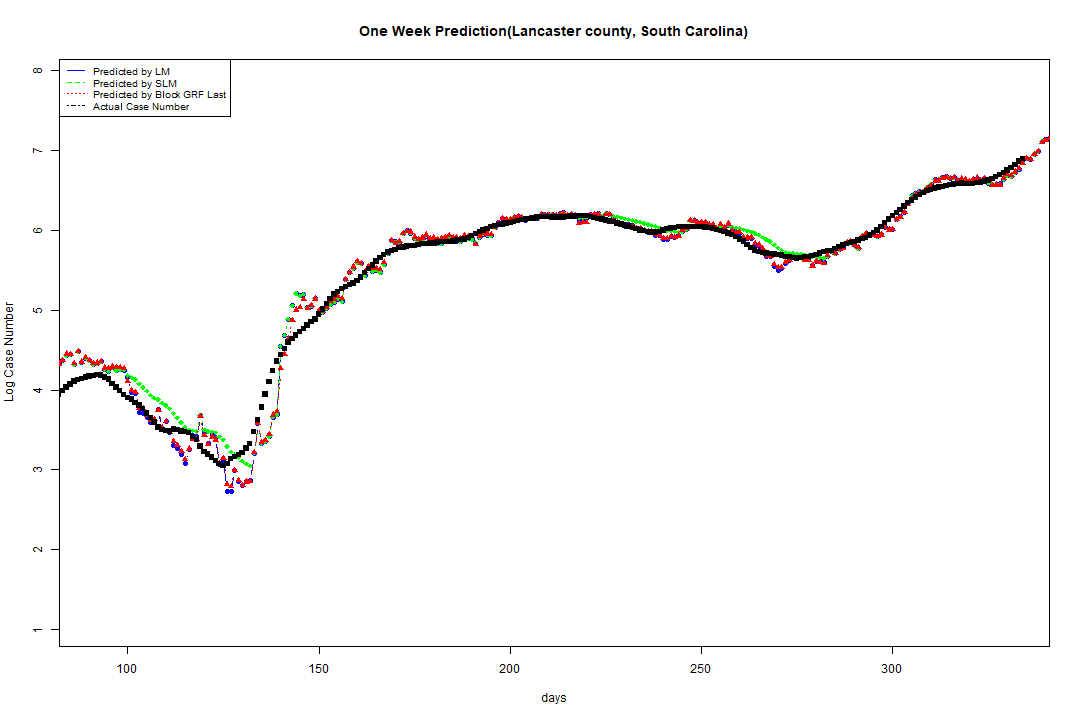 One Week Prediction(Lancaster county, South Carolina)
Predicted by LM
Predicted by SLM
Predicted by Block GRF Last
Actual Case Number
8
7
6
5
4
3
2
1
Log Case Number
100 150 200 250 300
days